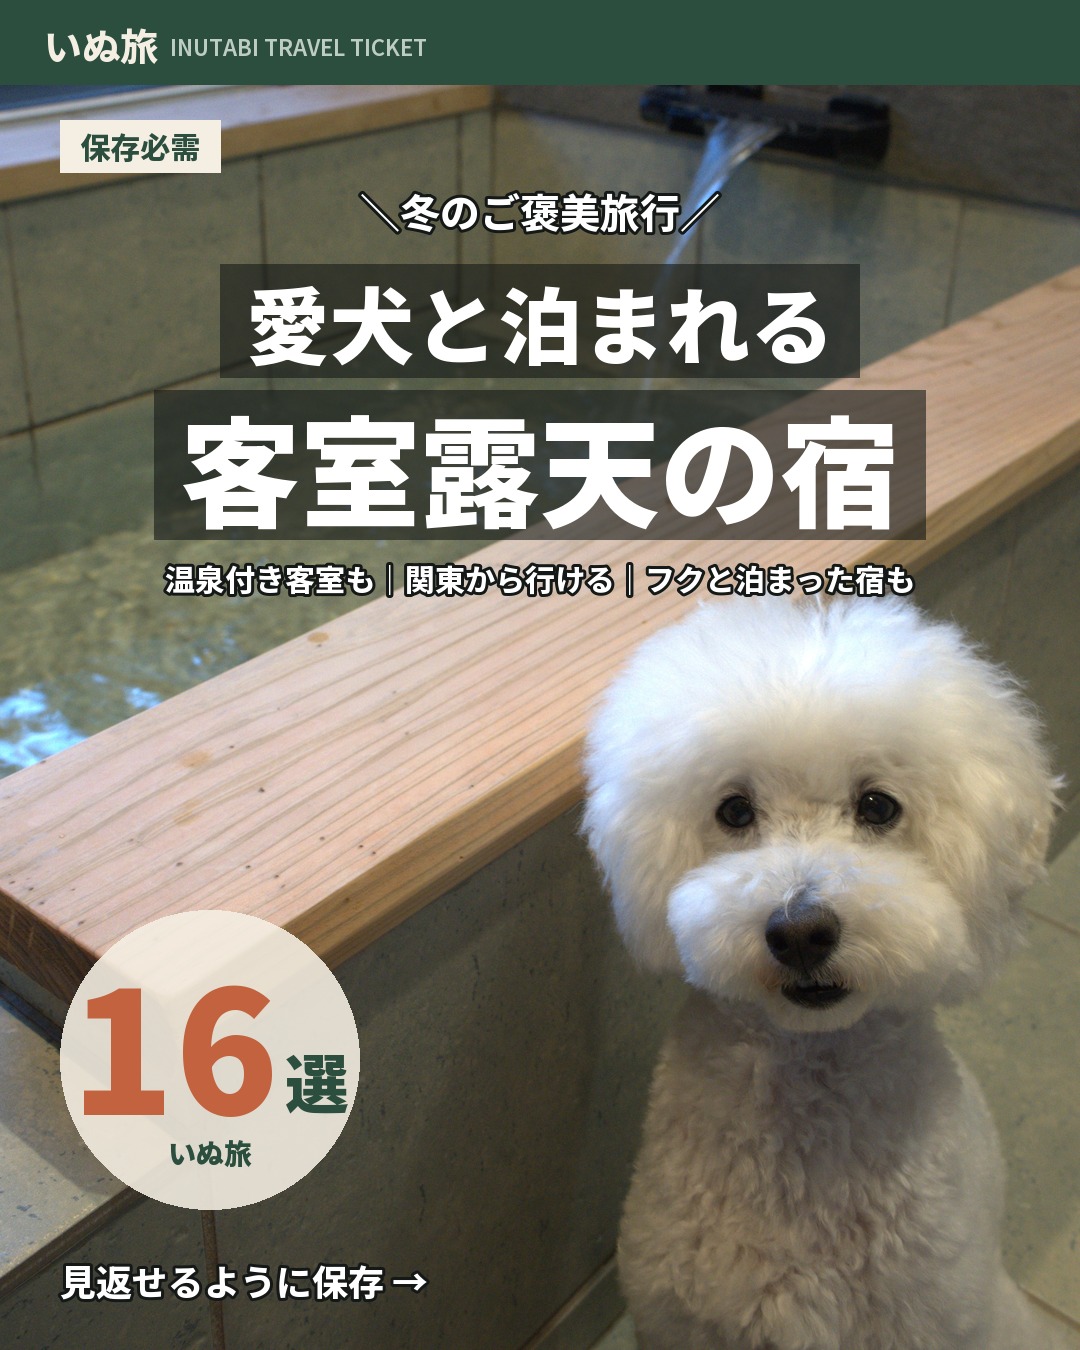 いぬ旅 INUTABI TRAVEL TICKET
保存必需
＼冬のご褒美旅行／
愛犬と泊まれる
客室露天の宿
温泉付き客室も｜関東から行ける｜フクと泊まった宿も
16選
いぬ旅
見返せるように保存→